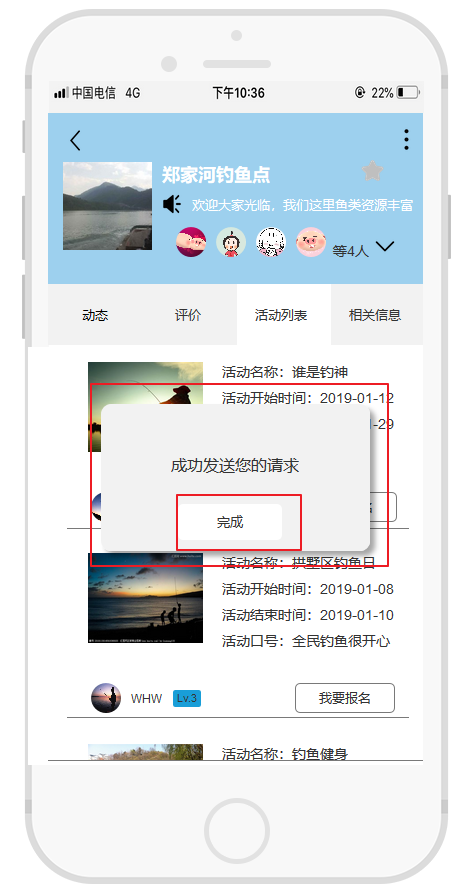 中国电信 4G 下午10:36 22%
郑家河钓鱼点
欢迎大家光临，我们这里鱼类资源丰富
等4人
动态 评价 活动列表 相关信息
活动名称：谁是钓神
活动开始时间：2019-01-12
1-29
成功发送您的请求
完成
活动名称：拱墅区钓鱼日
活动开始时间：2019-01-08
活动结束时间：2019-01-10
活动口号：全民钓鱼很开心
WHW Lv.3 我要报名
活动名称：钓鱼健身